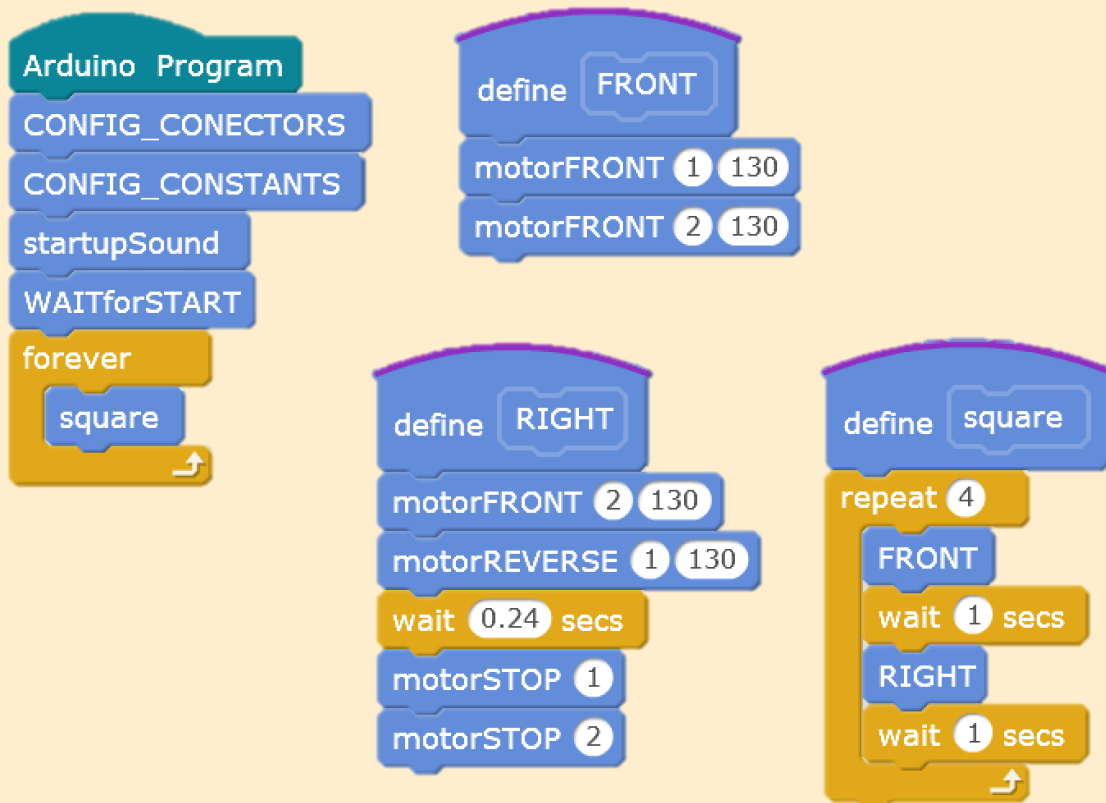 Arduino Program
CONFIG_CONECTORS
CONFIG_CONSTANTS
startupSound
WAITforSTART
forever
square
define FRONT
motorFRONT 1 130
motorFRONT 2 130
define RIGHT
motorFRONT 2 130
motorREVERSE 1 130
wait 0.24 secs
motorSTOP 1
motorSTOP 2
define square
repeat 4
FRONT
wait 1 secs
RIGHT
wait 1 secs